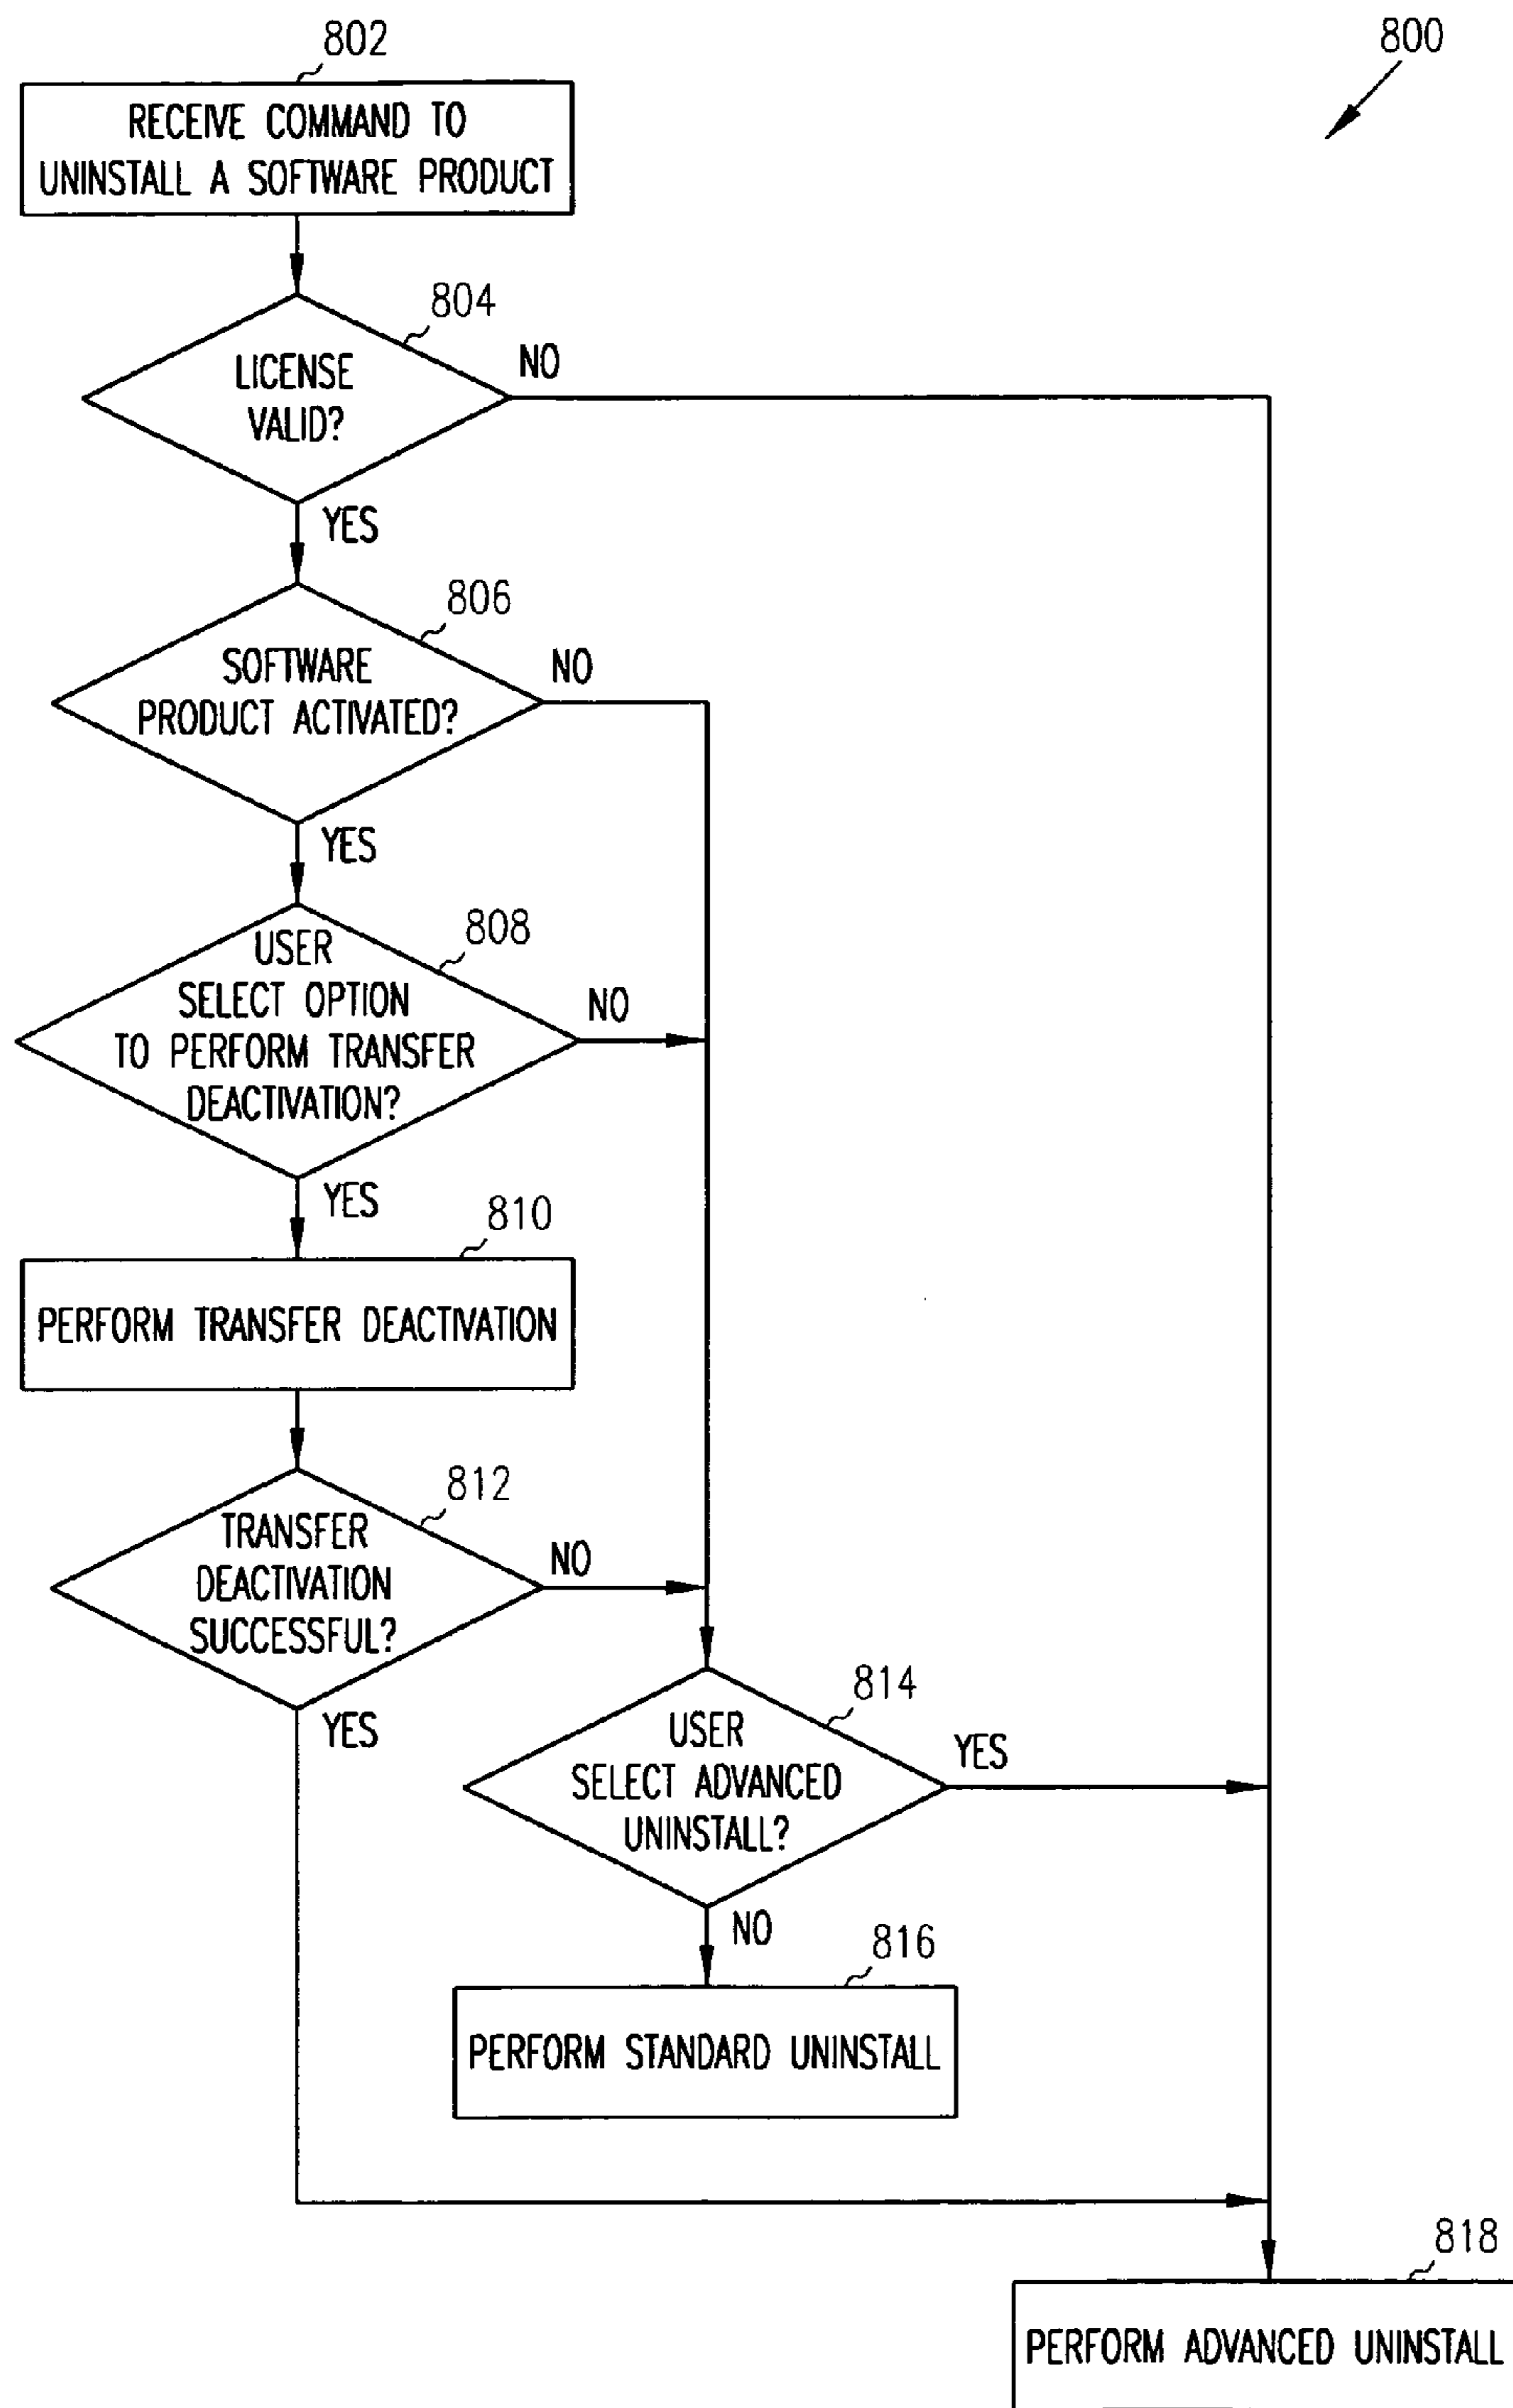 802
800
RECEIVE COMMAND TO
UNINSTALL A SOFTWARE PRODUCT
804
LICENSE
VALID?
NO
YES
806
SOFTWARE
PRODUCT ACTIVATED?
NO
YES
808
USER
SELECT OPTION
TO PERFORM TRANSFER
DEACTIVATION?
NO
YES
810
PERFORM TRANSFER DEACTIVATION
812
TRANSFER
DEACTIVATION
SUCCESSFUL?
NO
YES
814
USER
SELECT ADVANCED
UNINSTALL?
YES
NO
816
PERFORM STANDARD UNINSTALL
818
PERFORM ADVANCED UNINSTALL